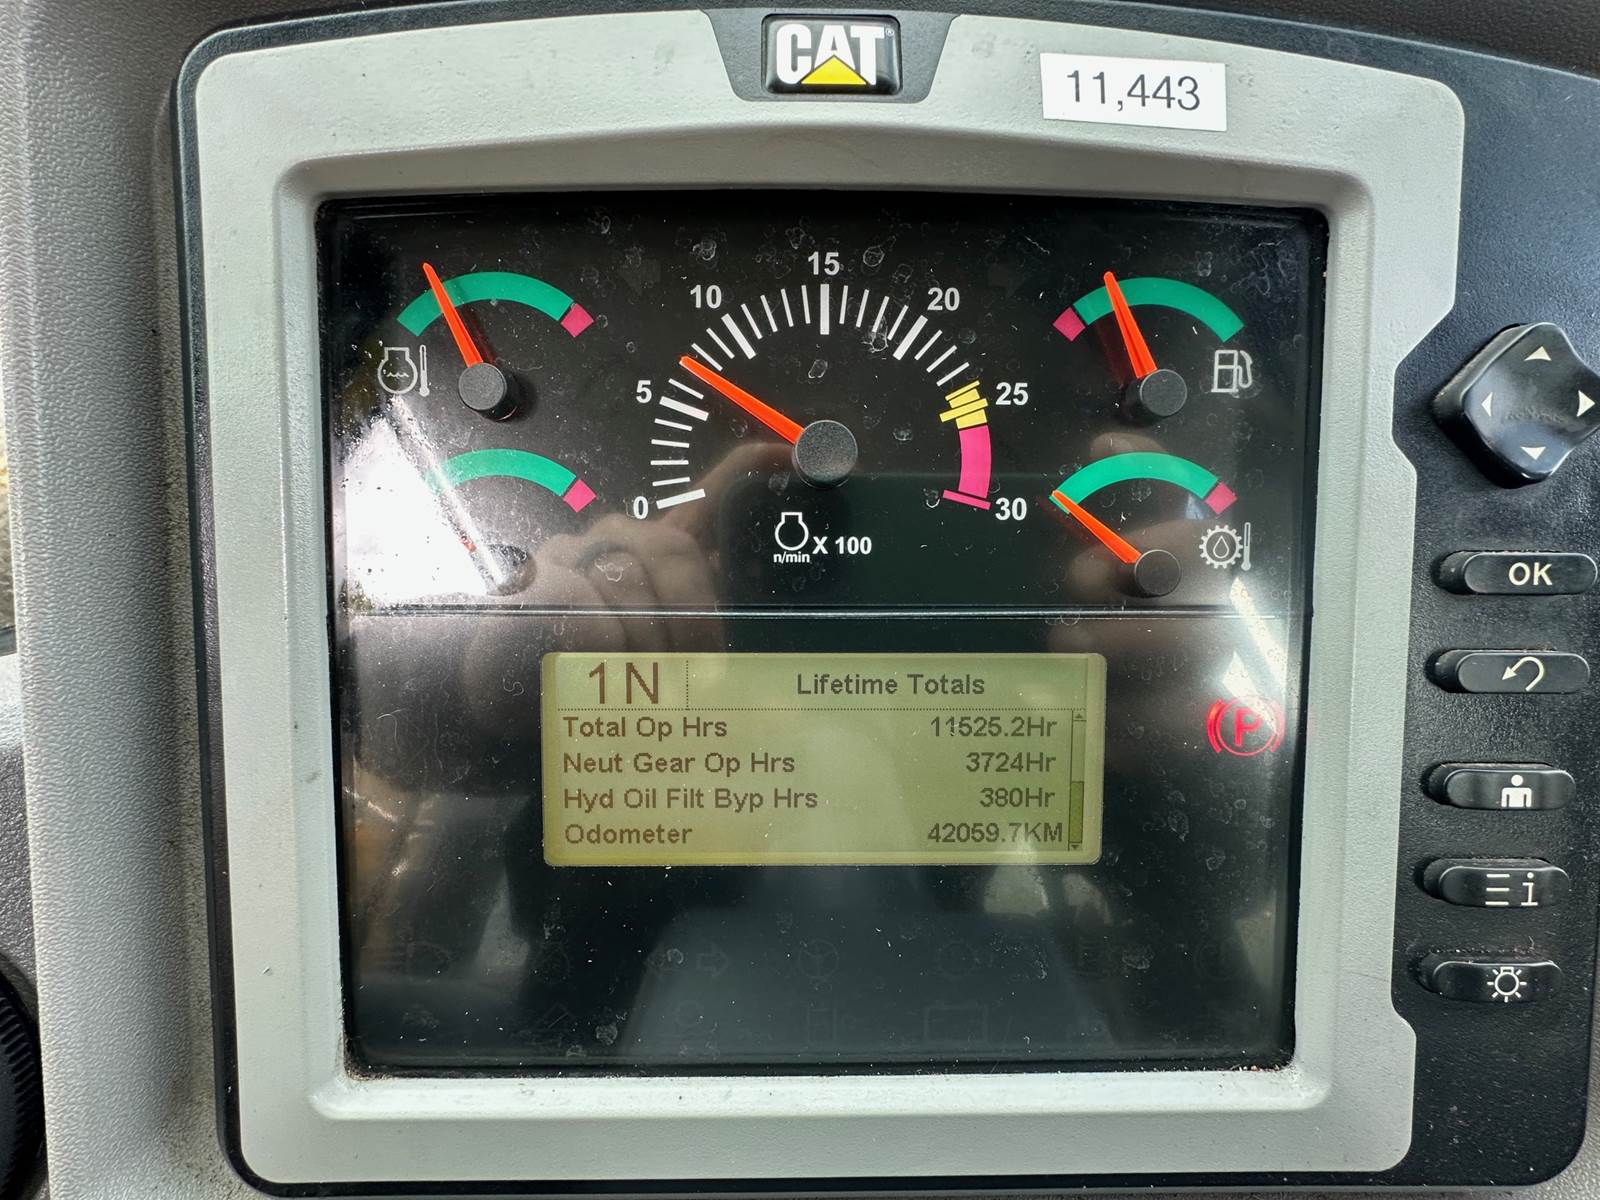 CAT
11,443
0
5
10
15
20
25
30
n/min X 100
1N Lifetime Totals
Total Op Hrs 11525.2Hr
Neut Gear Op Hrs 3724Hr
Hyd Oil Filt Byp Hrs 380Hr
Odometer 42059.7KM
P
OK
i